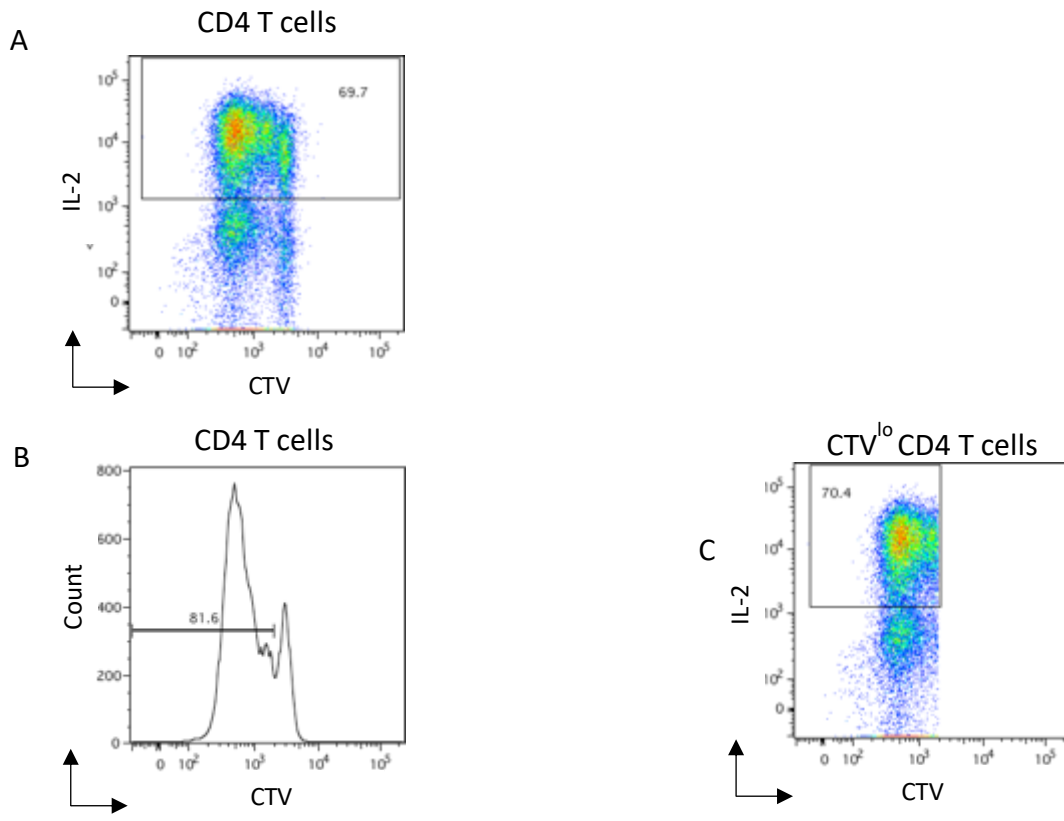 A
CD4 T cells
IL-2
10⁵
10⁴
10³
10²
0
69.7
0 10² 10³ 10⁴ 10⁵
CTV
B
CD4 T cells
Count
800
600
400
200
0
81.6
0 10² 10³ 10⁴ 10⁵
CTV
C
CTV^lo CD4 T cells
IL-2
10⁵
10⁴
10³
10²
0
70.4
0 10² 10³ 10⁴ 10⁵
CTV